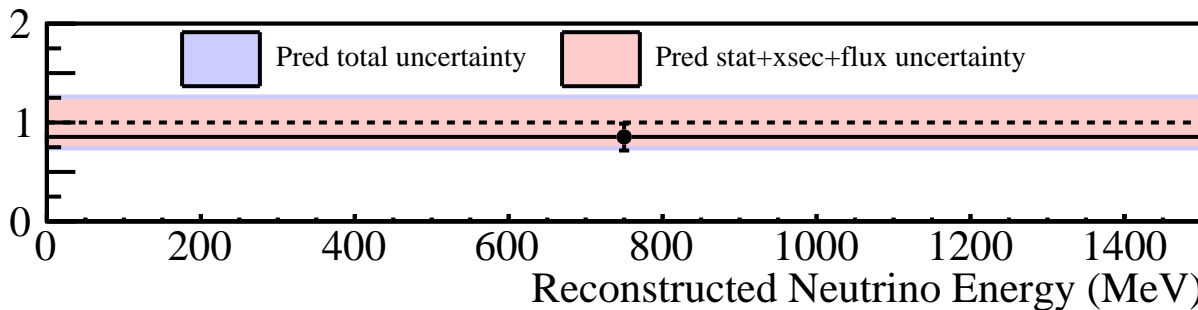 2
Pred total uncertainty
Pred stat+xsec+flux uncertainty
1
0
0 200 400 600 800 1000 1200 1400
Reconstructed Neutrino Energy (MeV)